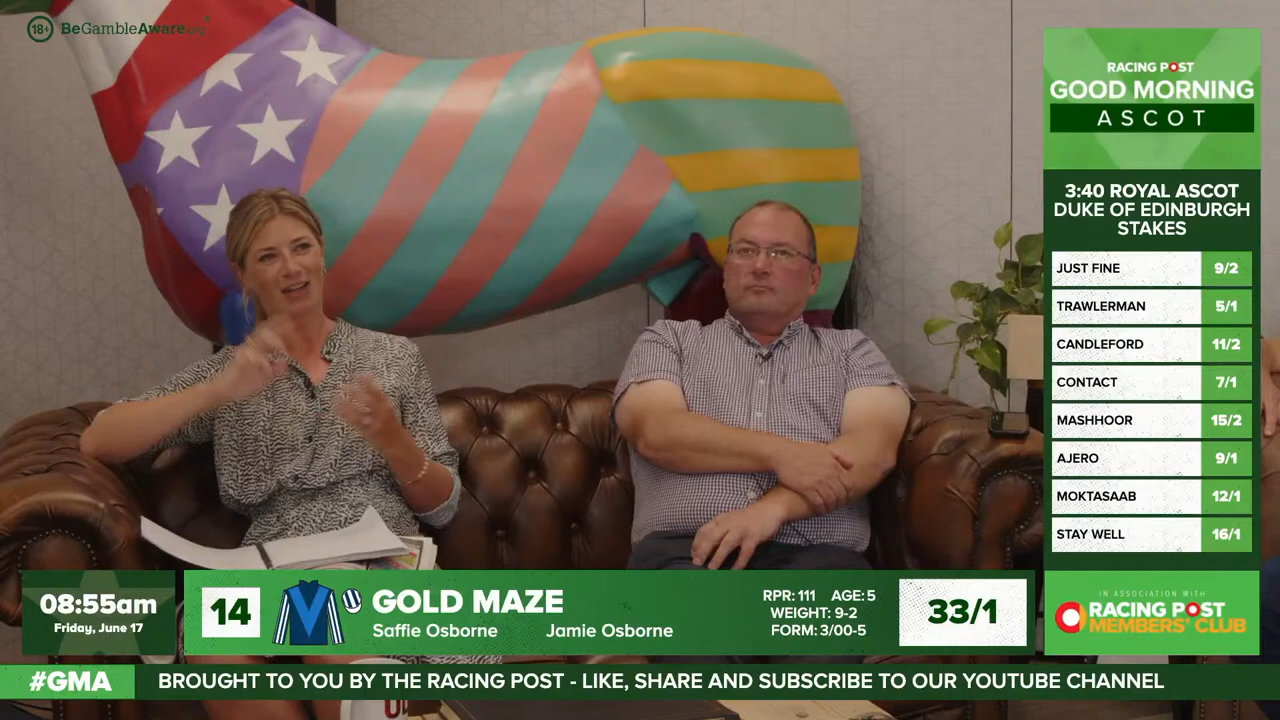 18+ BeGambleAware.org
RACING POST
GOOD MORNING
ASCOT
3:40 ROYAL ASCOT
DUKE OF EDINBURGH
STAKES
JUST FINE 9/2
TRAWLERMAN 5/1
CANDLEFORD 11/2
CONTACT 7/1
MASHHOOR 15/2
AJERO 9/1
MOKTASAAB 12/1
STAY WELL 16/1
08:55am
Friday, June 17
14
GOLD MAZE
Saffie Osborne Jamie Osborne
RPR: 111 AGE: 5
WEIGHT: 9-2
FORM: 3/00-5
33/1
IN ASSOCIATION WITH
RACING POST
MEMBERS' CLUB
#GMA
BROUGHT TO YOU BY THE RACING POST - LIKE, SHARE AND SUBSCRIBE TO OUR YOUTUBE CHANNEL